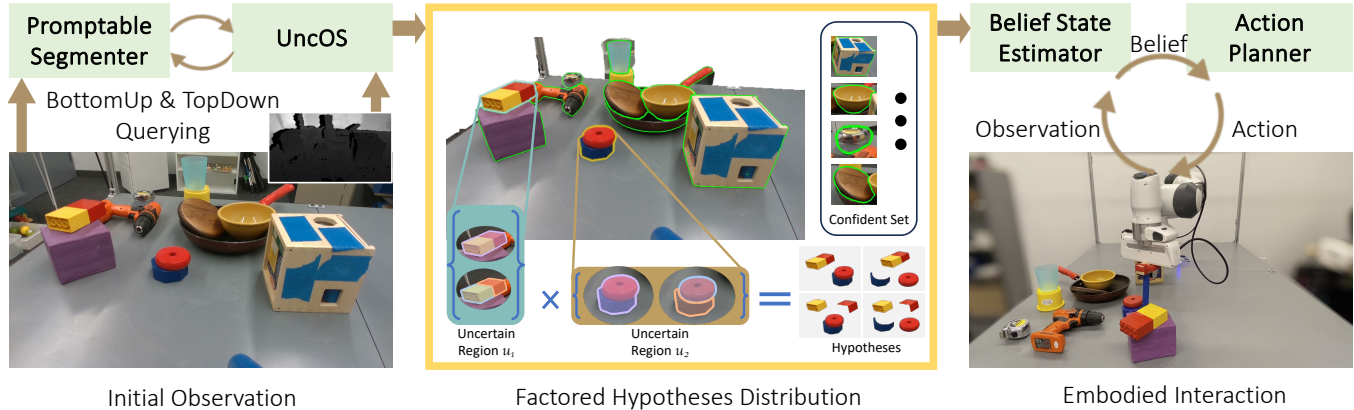 Promptable
Segmenter
UncOS
BottomUp & TopDown
Querying
Initial Observation
Confident Set
Uncertain
Region u₁
×
Uncertain
Region u₂
=
Hypotheses
Factored Hypotheses Distribution
Belief State
Estimator
Action
Planner
Belief
Observation
Action
Embodied Interaction